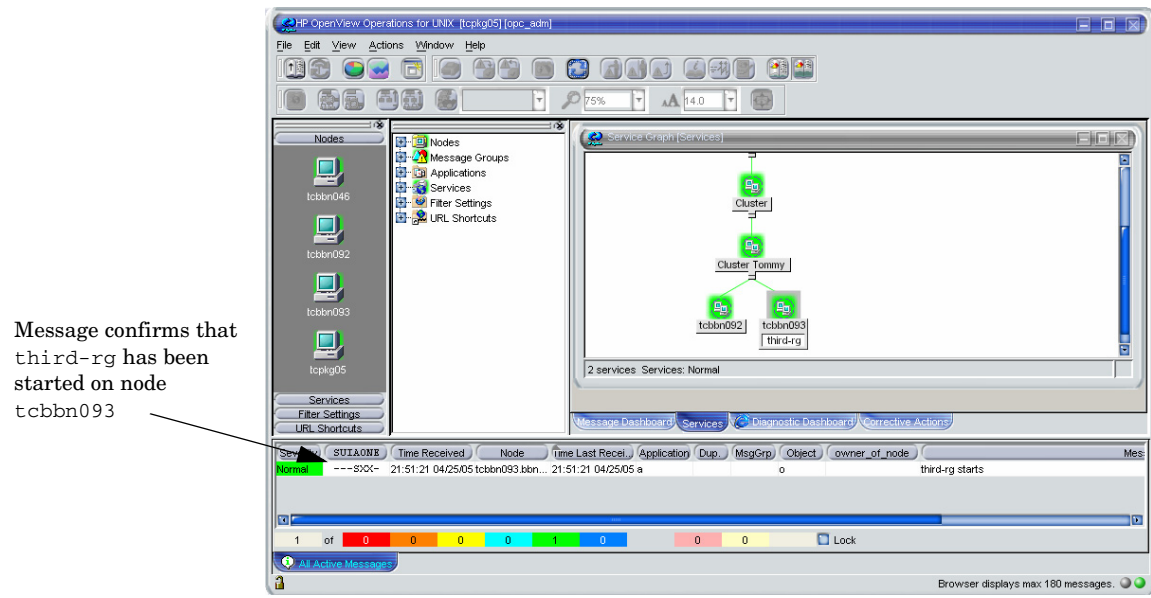 HP OpenView Operations for UNIX [tcpkg05] [opc_adm]
File Edit View Actions Window Help
75%
14.0
Nodes
tcbbn046
tcbbn092
tcbbn093
tcpkg05
Services
Filter Settings
URL Shortcuts
Nodes
Message Groups
Applications
Services
Filter Settings
URL Shortcuts
Service Graph [Services]
Cluster
Cluster Tommy
tcbbn092
tcbbn093
third-rg
2 services Services: Normal
Message Dashboard Services Diagnostic Dashboard Corrective Actions
Message confirms that
third-rg has been
started on node
tcbbn093
Severity SUIAONE Time Received Node Time Last Recei... Application Dup. MsgGrp Object owner_of_node Mes
Normal ---SXX- 21:51:21 04/25/05 tcbbn093.bbn... 21:51:21 04/25/05 a o third-rg starts
1 of 0 0 0 0 1 0 0 0 Lock
All Active Messages
Browser displays max 180 messages.